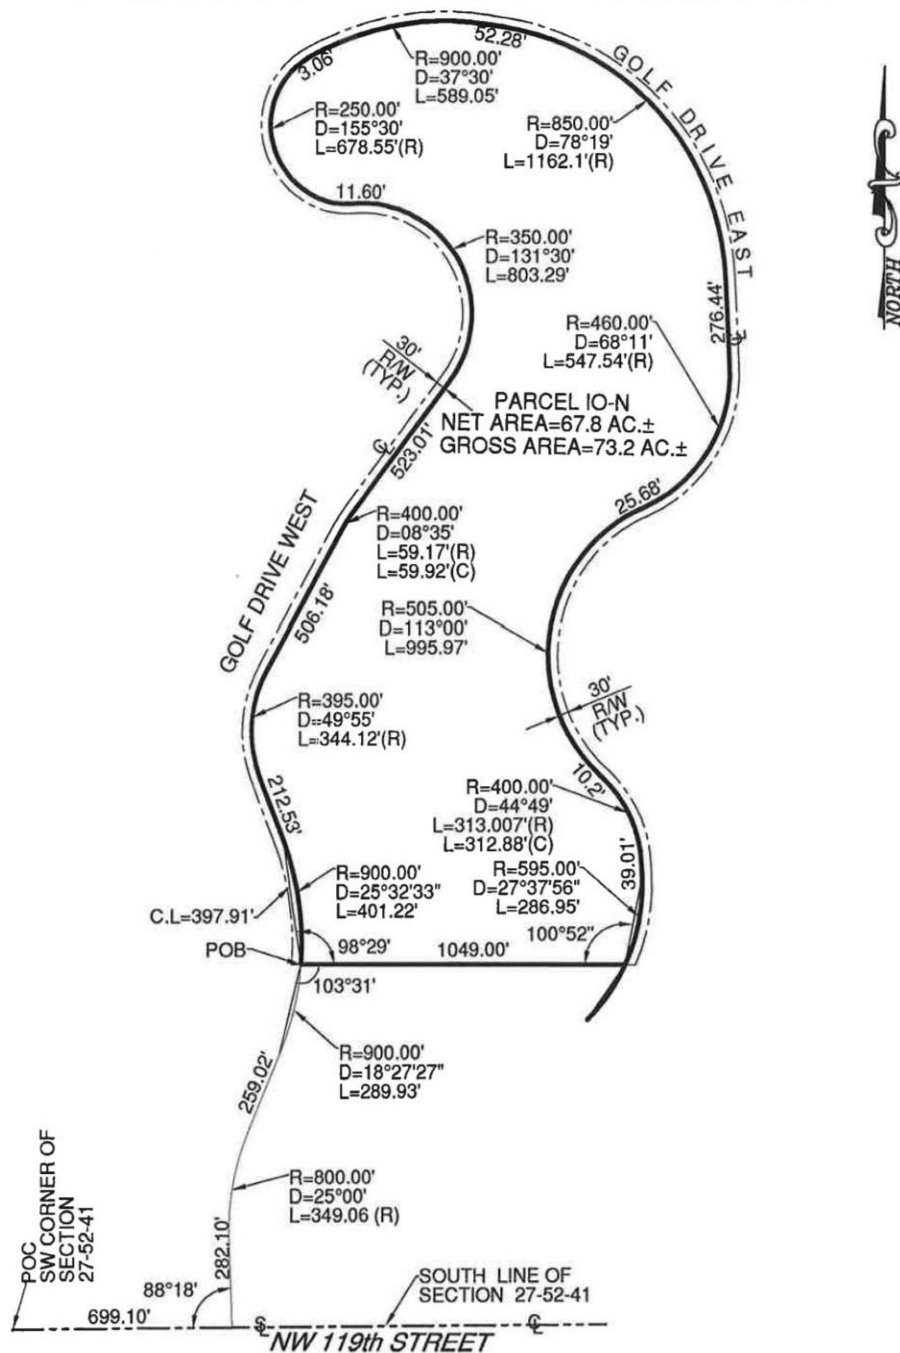 52.28'
3.06'
R=900.00'
D=37°30'
L=589.05'
GOLF DRIVE EAST
R=250.00'
D=155°30'
L=678.55'(R)
R=850.00'
D=78°19'
L=1162.1'(R)
11.60'
R=350.00'
D=131°30'
L=803.29'
NORTH
276.44'
R=460.00'
D=68°11'
L=547.54'(R)
30'
R/W
(TYP.)
PARCEL IO-N
NET AREA=67.8 AC.±
GROSS AREA=73.2 AC.±
523.01'
25.68'
R=400.00'
D=08°35'
L=59.17'(R)
L=59.92'(C)
GOLF DRIVE WEST
506.18'
R=505.00'
D=113°00'
L=995.97'
30'
R/W
(TYP.)
R=395.00'
D=49°55'
L=344.12'(R)
212.53'
10.2'
R=400.00'
D=44°49'
L=313.007'(R)
L=312.88'(C)
39.01'
R=900.00'
D=25°32'33"
L=401.22'
R=595.00'
D=27°37'56"
L=286.95'
C.L=397.91'
POB
98°29'
1049.00'
100°52"
103°31'
R=900.00'
D=18°27'27"
L=289.93'
259.02'
R=800.00'
D=25°00'
L=349.06 (R)
282.10'
POC
SW CORNER OF
SECTION
27-52-41
88°18'
699.10'
SOUTH LINE OF
SECTION 27-52-41
NW 119th STREET